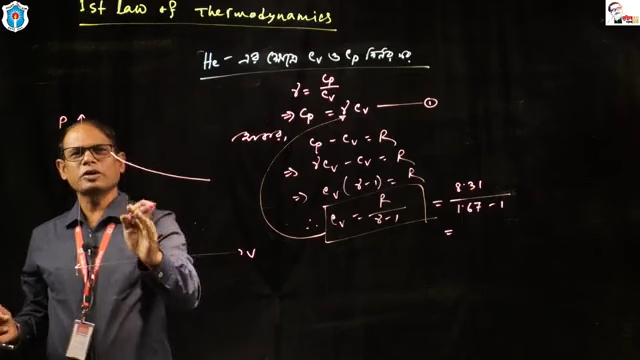 1st Law of Thermodynamics
He - এর ক্ষেত্রে Cv ও Cp নির্ণয় কর
γ = Cp/Cv
⇒ Cp = γ Cv ——— ①
আবার, Cp - Cv = R
⇒ γCv - Cv = R
⇒ Cv (γ-1) = R
∴ Cv = R/γ-1 = 8.31/1.67 - 1
=
P
V